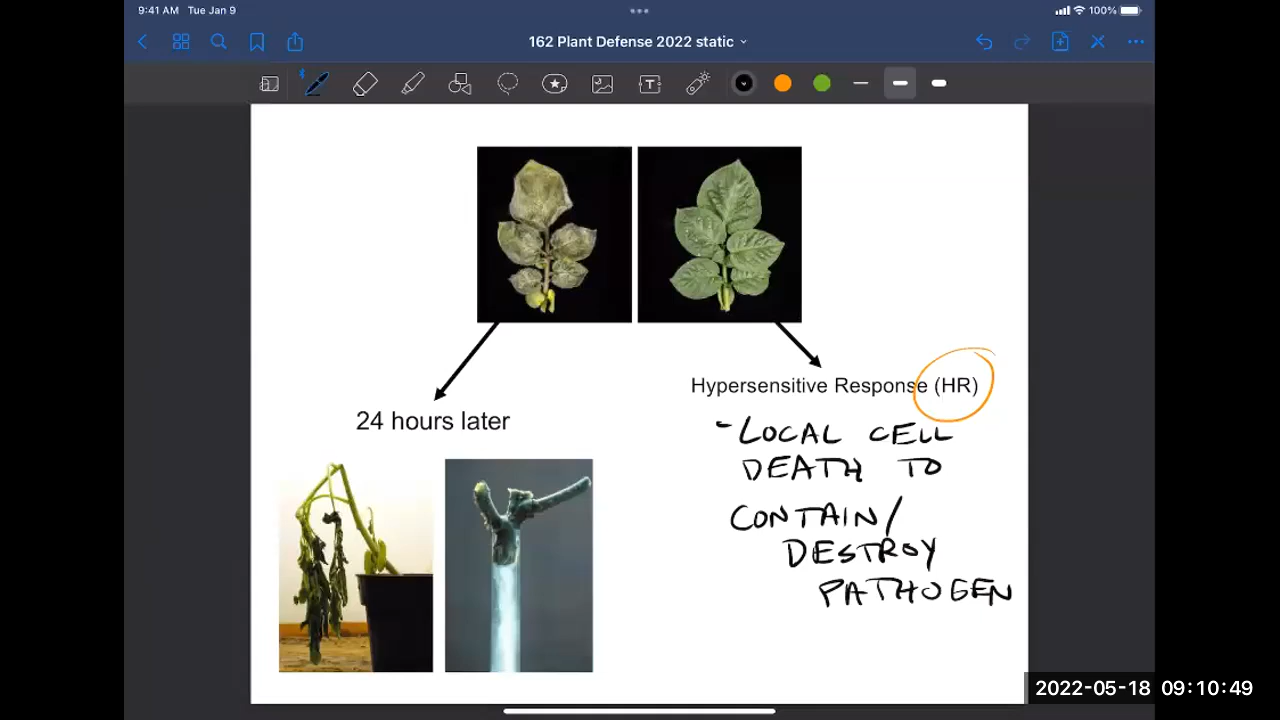 9:41 AM Tue Jan 9
100%
162 Plant Defense 2022 static
T
24 hours later
Hypersensitive Response (HR)
- LOCAL CELL
DEATH TO
CONTAIN/
DESTROY
PATHOGEN
2022-05-18 09:10:49